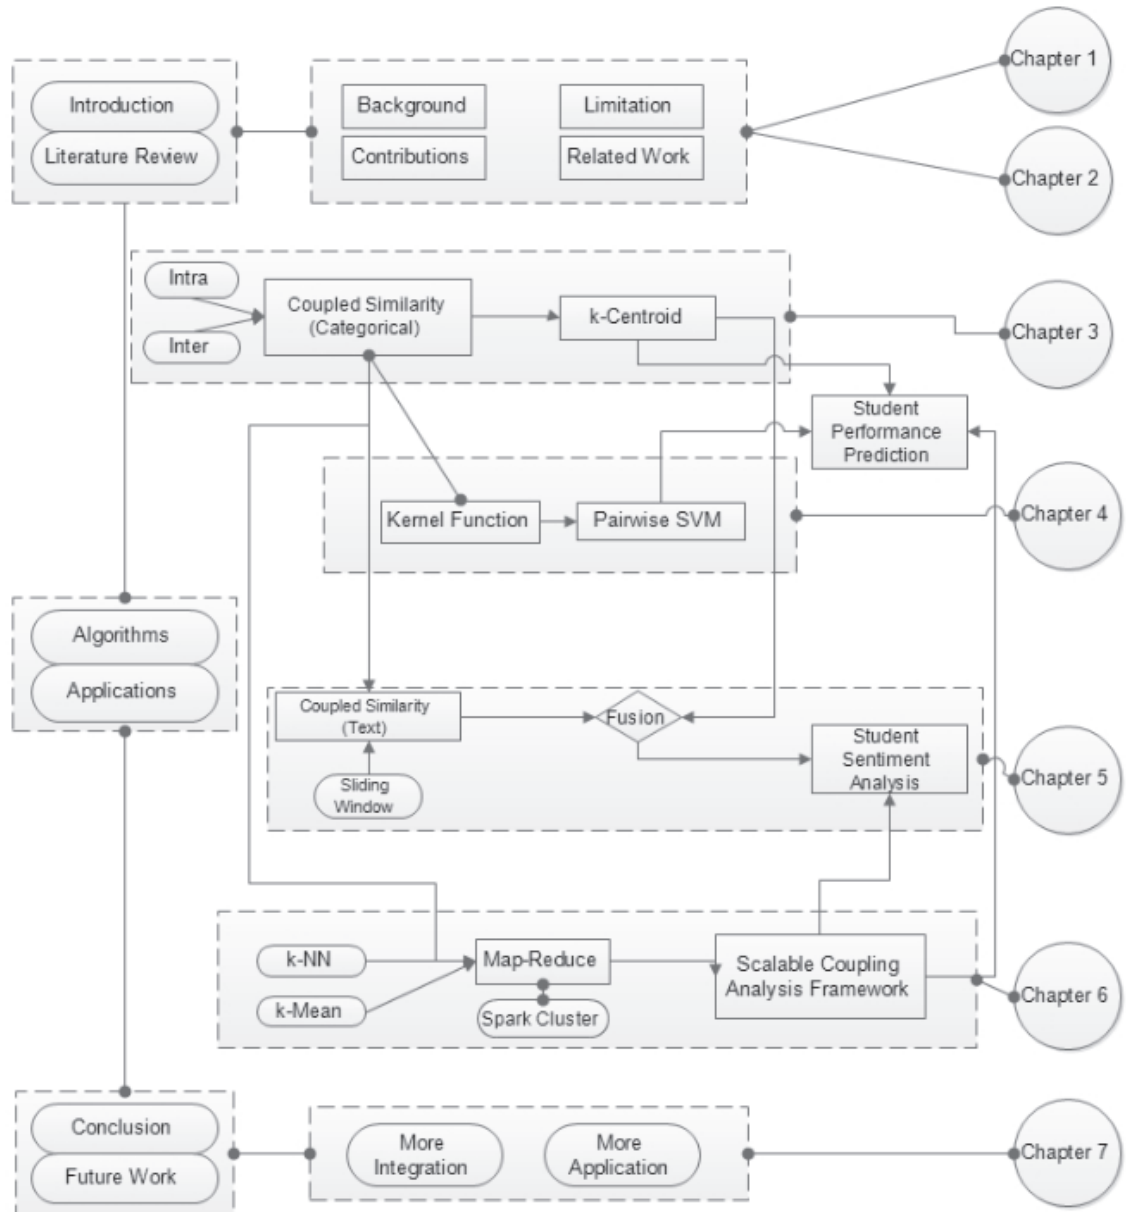 Introduction
Literature Review
Background
Limitation
Contributions
Related Work
Chapter 1
Chapter 2
Intra
Inter
Coupled Similarity
(Categorical)
k-Centroid
Chapter 3
Student
Performance
Prediction
Kernel Function
Pairwise SVM
Chapter 4
Algorithms
Applications
Coupled Similarity
(Text)
Fusion
Sliding
Window
Student
Sentiment
Analysis
Chapter 5
k-NN
k-Mean
Map-Reduce
Spark Cluster
Scalable Coupling
Analysis Framework
Chapter 6
Conclusion
Future Work
More
Integration
More
Application
Chapter 7